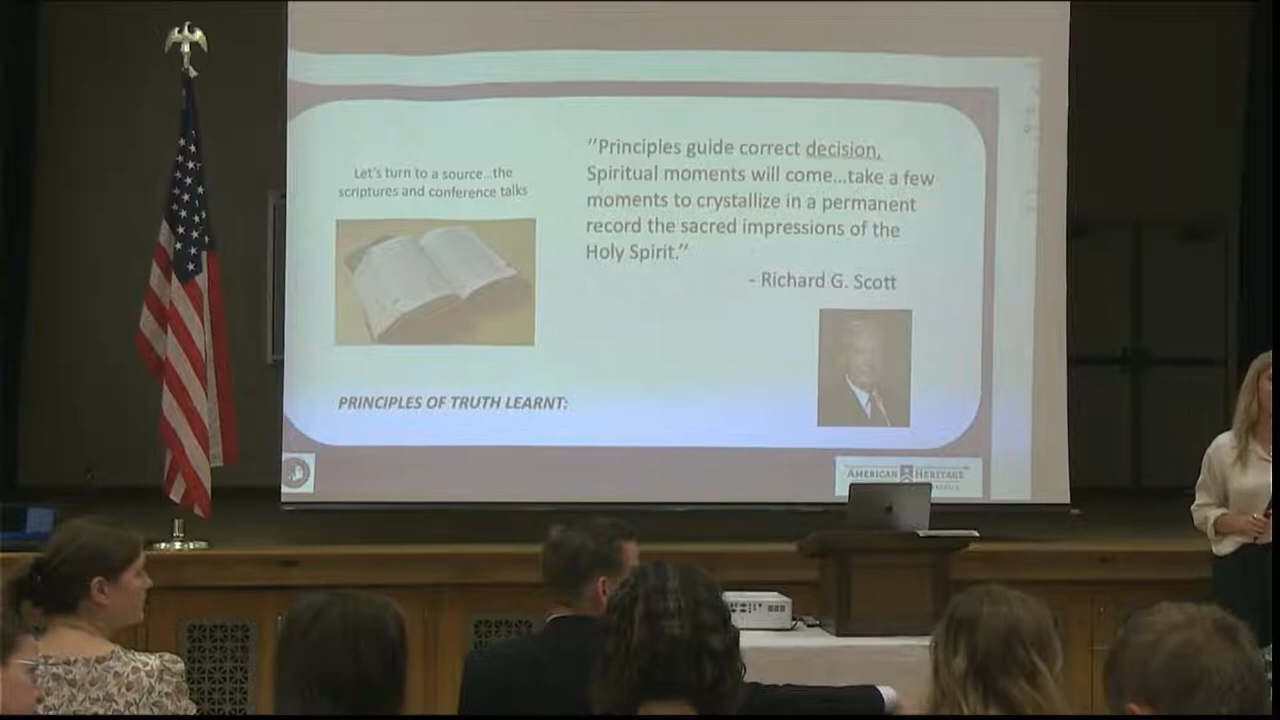 Let's turn to a source...the
scriptures and conference talks
"Principles guide correct decision,
Spiritual moments will come...take a few
moments to crystallize in a permanent
record the sacred impressions of the
Holy Spirit."
- Richard G. Scott
PRINCIPLES OF TRUTH LEARNT:
AMERICAN HERITAGE